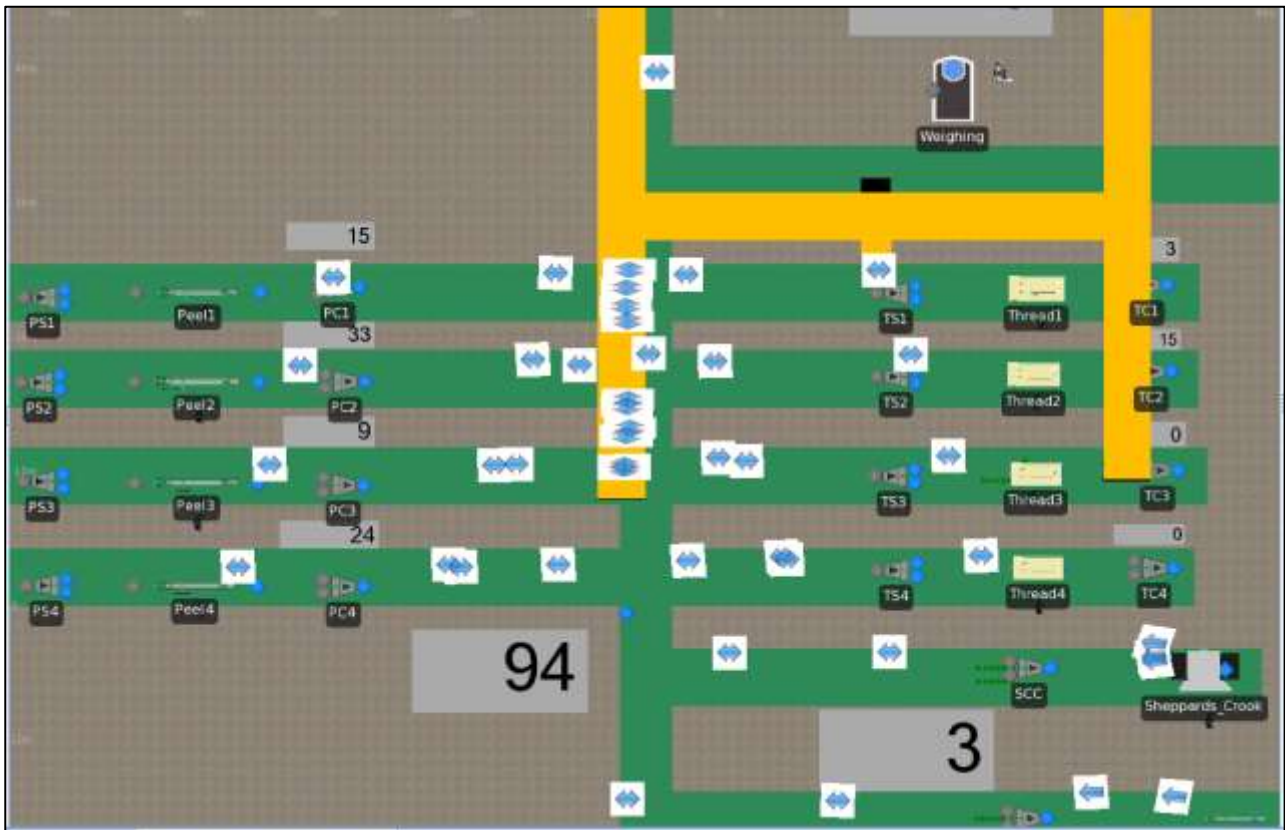 Weighing
15
3
PS1
Peel1
PC1
TS1
Thread1
TC1
33
15
PS2
Peel2
PC2
TS2
Thread2
TC2
9
0
PS3
Peel3
PC3
TS3
Thread3
TC3
24
0
PS4
Peel4
PC4
TS4
Thread4
TC4
94
SCC
Sheppards_Crook
3